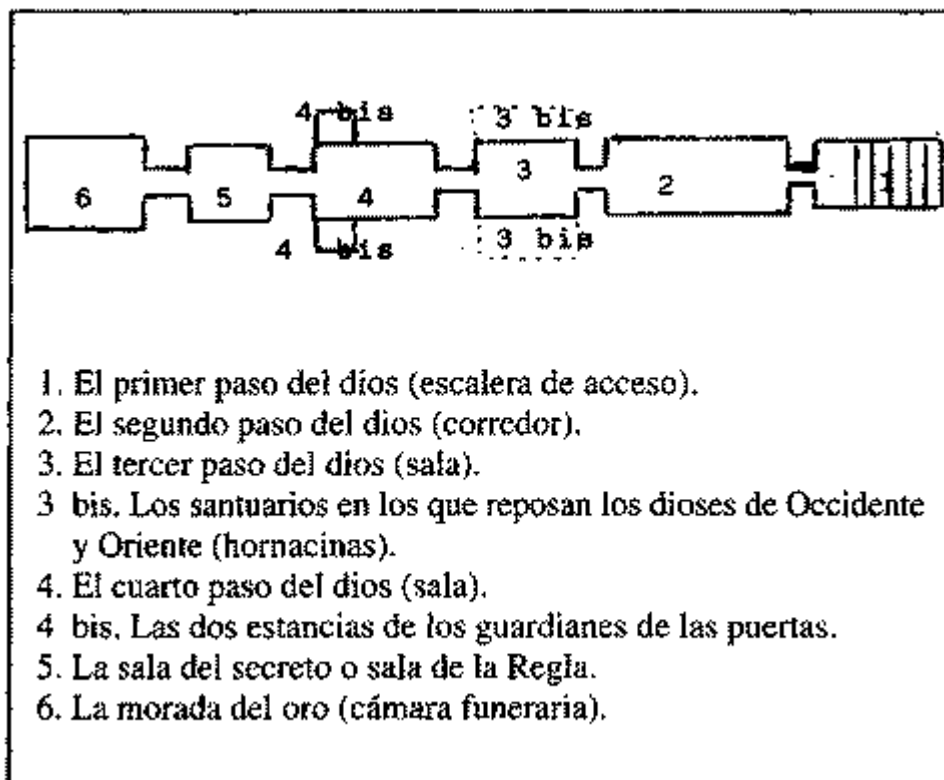 4 bis
3 bis
6
5
4
3
2
1
4 bis
3 bis
1. El primer paso del dios (escalera de acceso).
2. El segundo paso del dios (corredor).
3. El tercer paso del dios (sala).
3 bis. Los santuarios en los que reposan los dioses de Occidente
y Oriente (hornacinas).
4. El cuarto paso del dios (sala).
4 bis. Las dos estancias de los guardianes de las puertas.
5. La sala del secreto o sala de la Regla.
6. La morada del oro (cámara funeraria).